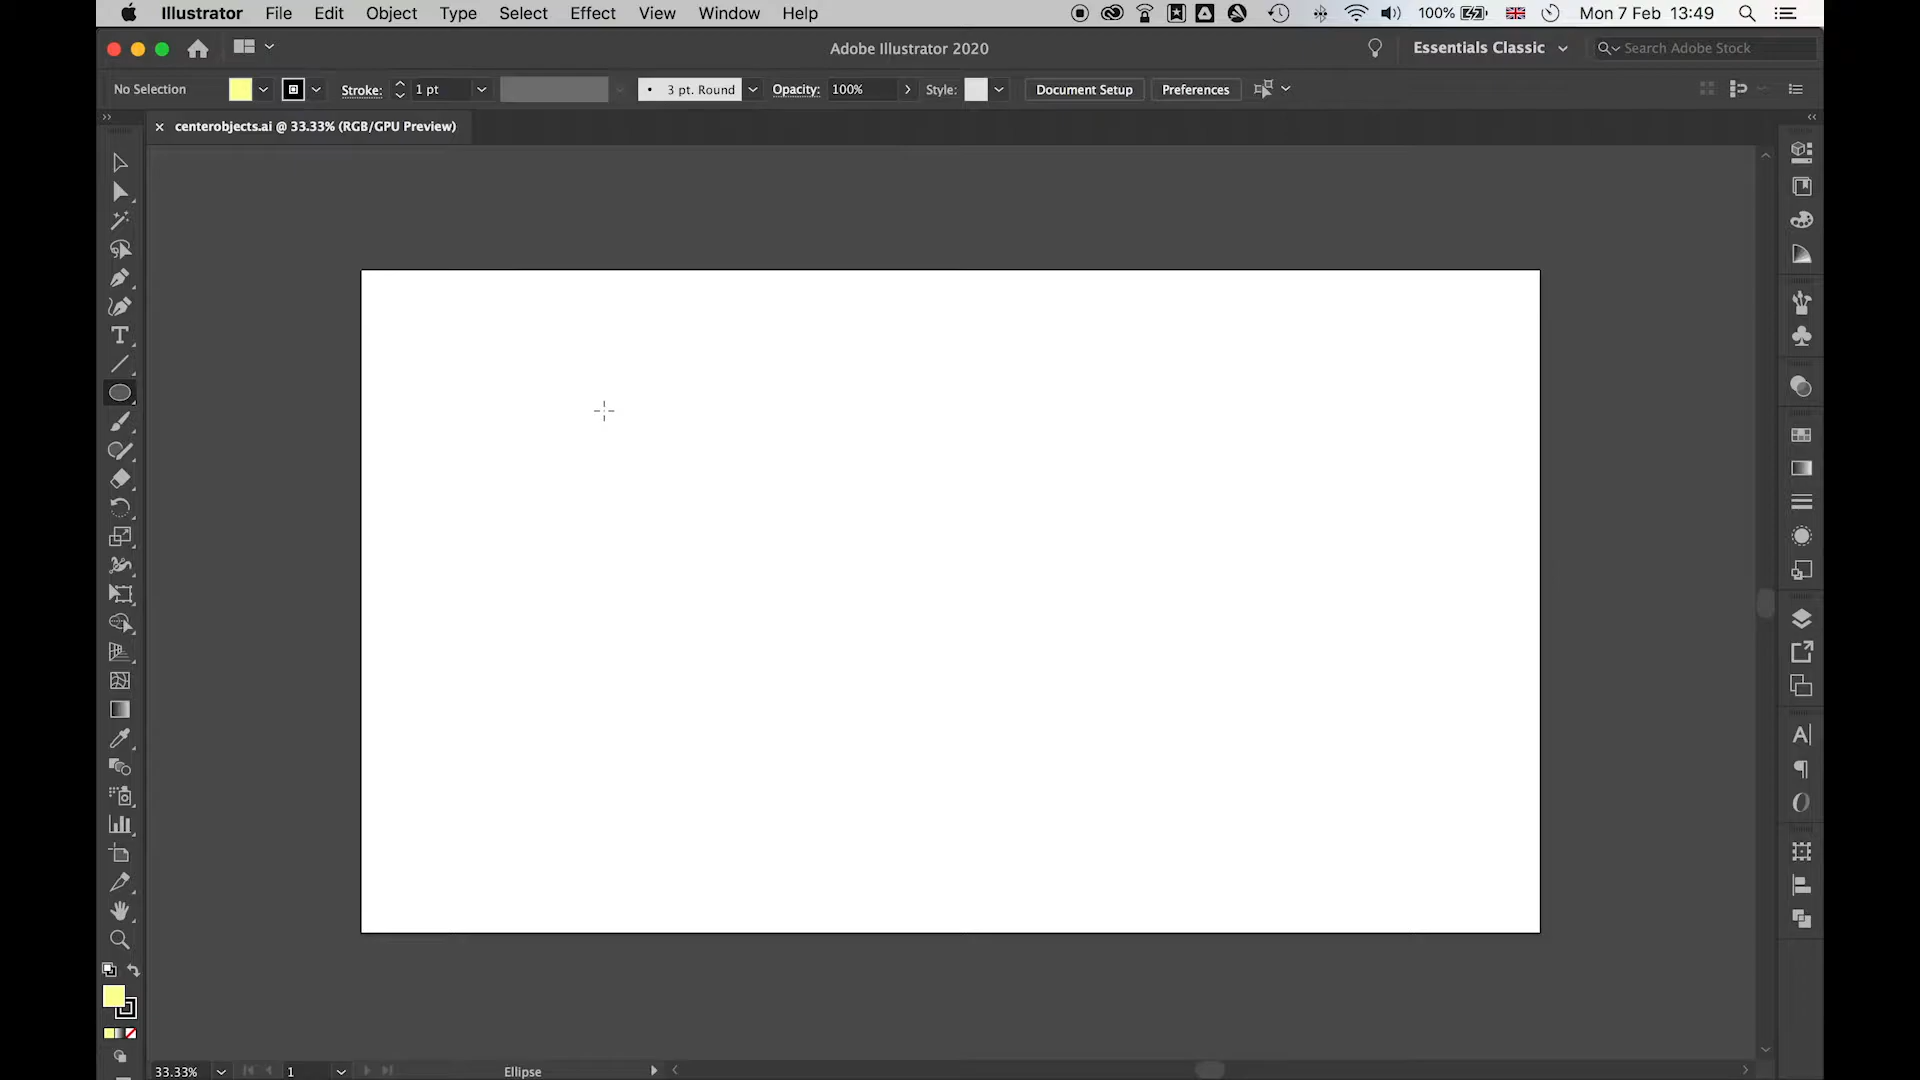 Illustrator File Edit Object Type Select Effect View Window Help 100% Mon 7 Feb 13:49
Adobe Illustrator 2020 Essentials Classic Search Adobe Stock
No Selection Stroke: 1 pt 3 pt. Round Opacity: 100% Style: Document Setup Preferences
centerobjects.ai @ 33.33% (RGB/GPU Preview)
33.33% 1 Ellipse